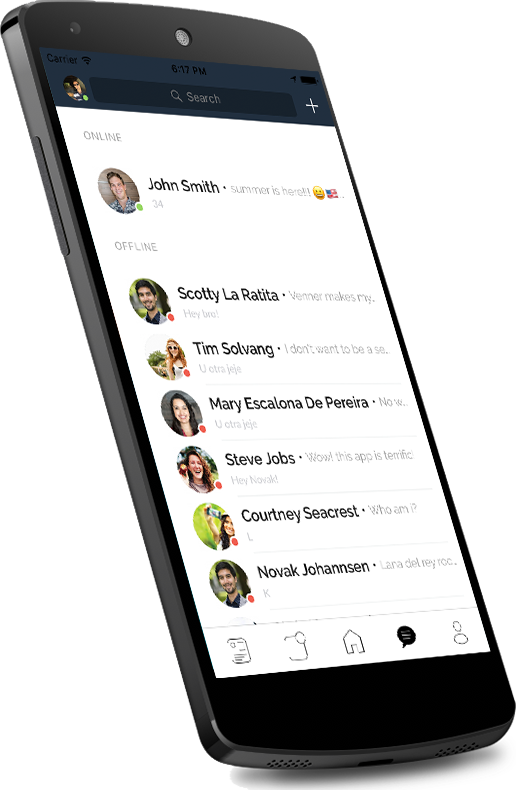 Carrier
6:17 PM
Search
ONLINE
John Smith • summer is here!!! 😄🇺🇸...
34
OFFLINE
Scotty La Ratita • Venner makes my..
Hey bro!
Tim Solvang • I don't want to be a se..
U otra jeje
Mary Escalona De Pereira • No w..
U otra jeje
Steve Jobs • Wow! this app is terrific!
Hey Novak!
Courtney Seacrest • Who am i?
Novak Johannsen • Lana del rey roc..
K